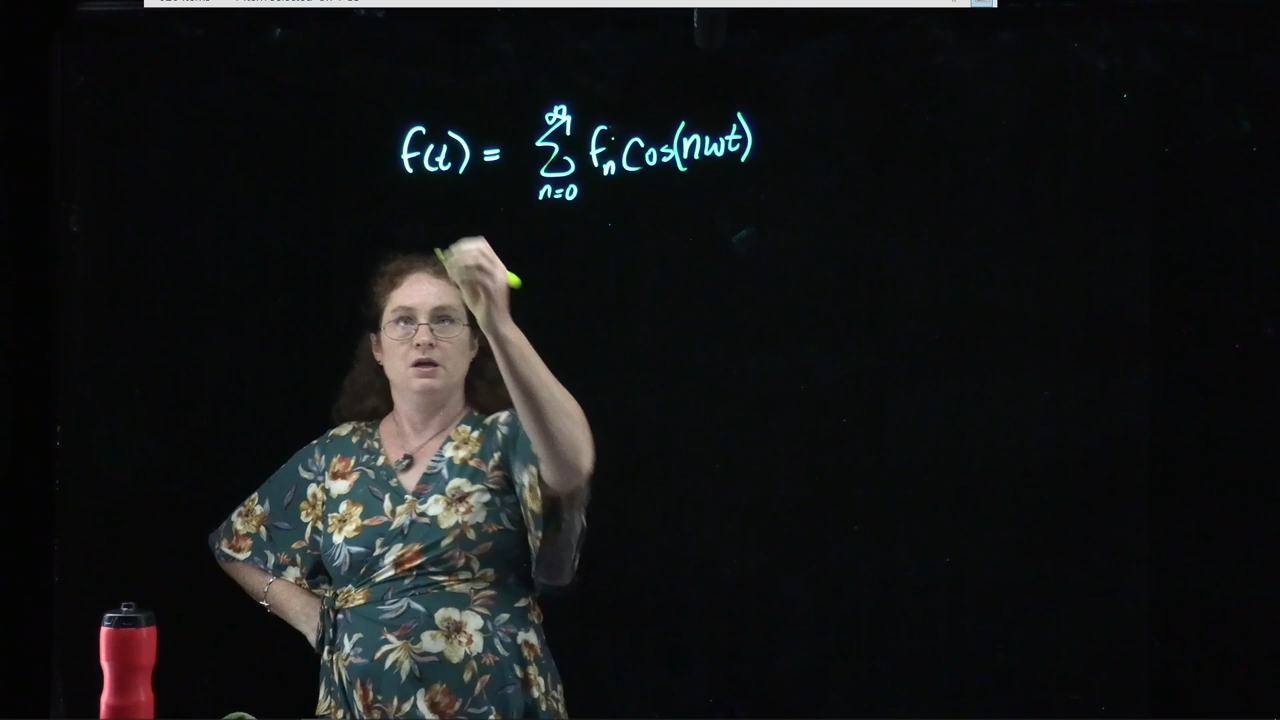 f(t) = ∑_{n=0}^{∞} f_n cos(nωt)